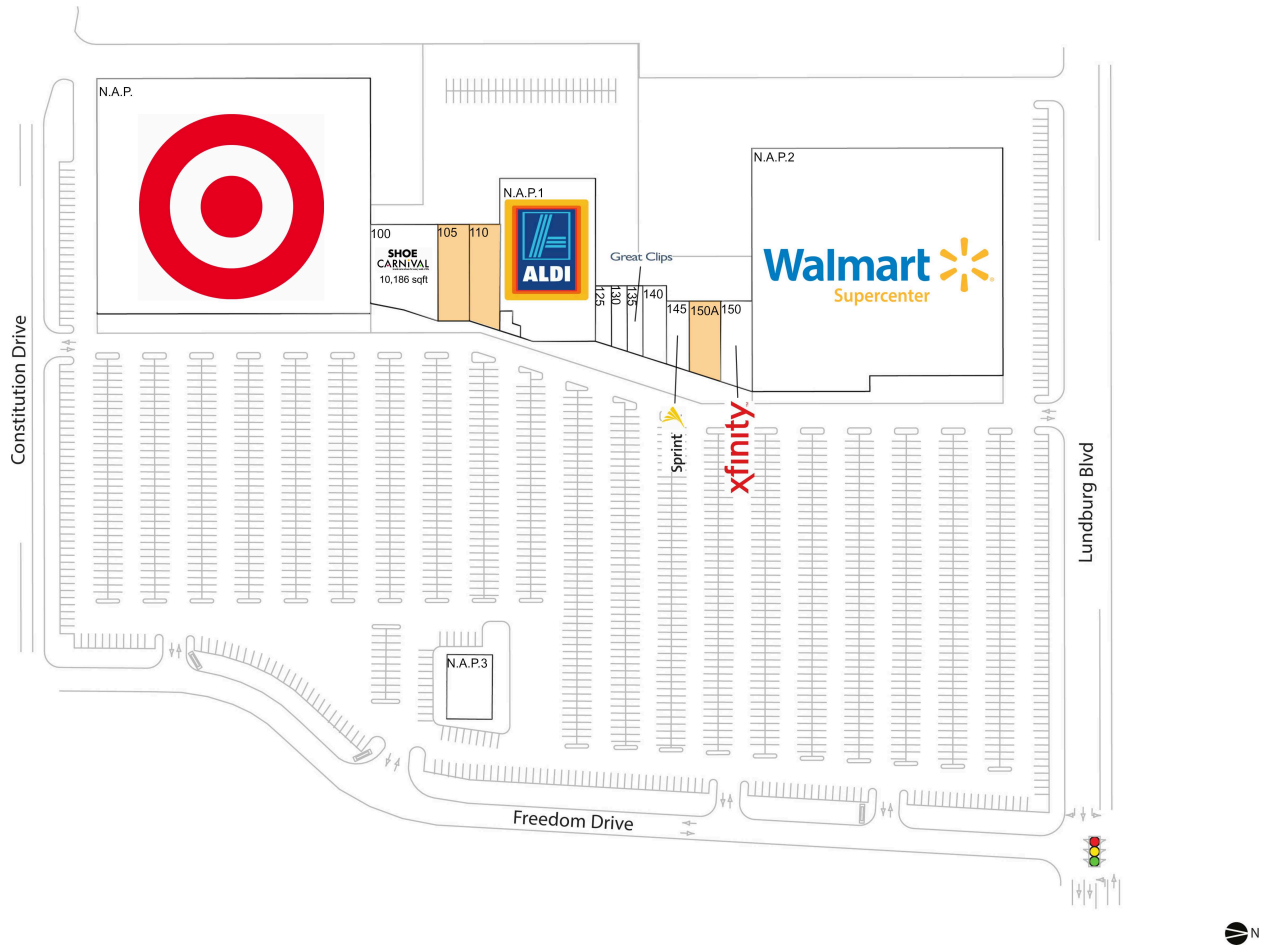 N.A.P.
N.A.P.2
N.A.P.1
100
105
110
SHOE
CARNiVAL
10,186 sqft
ALDI
Great Clips
125
130
135
140
145
150A
150
Walmart
Supercenter
Sprint
xfinity
Constitution Drive
Lundburg Blvd
N.A.P.3
Freedom Drive
N